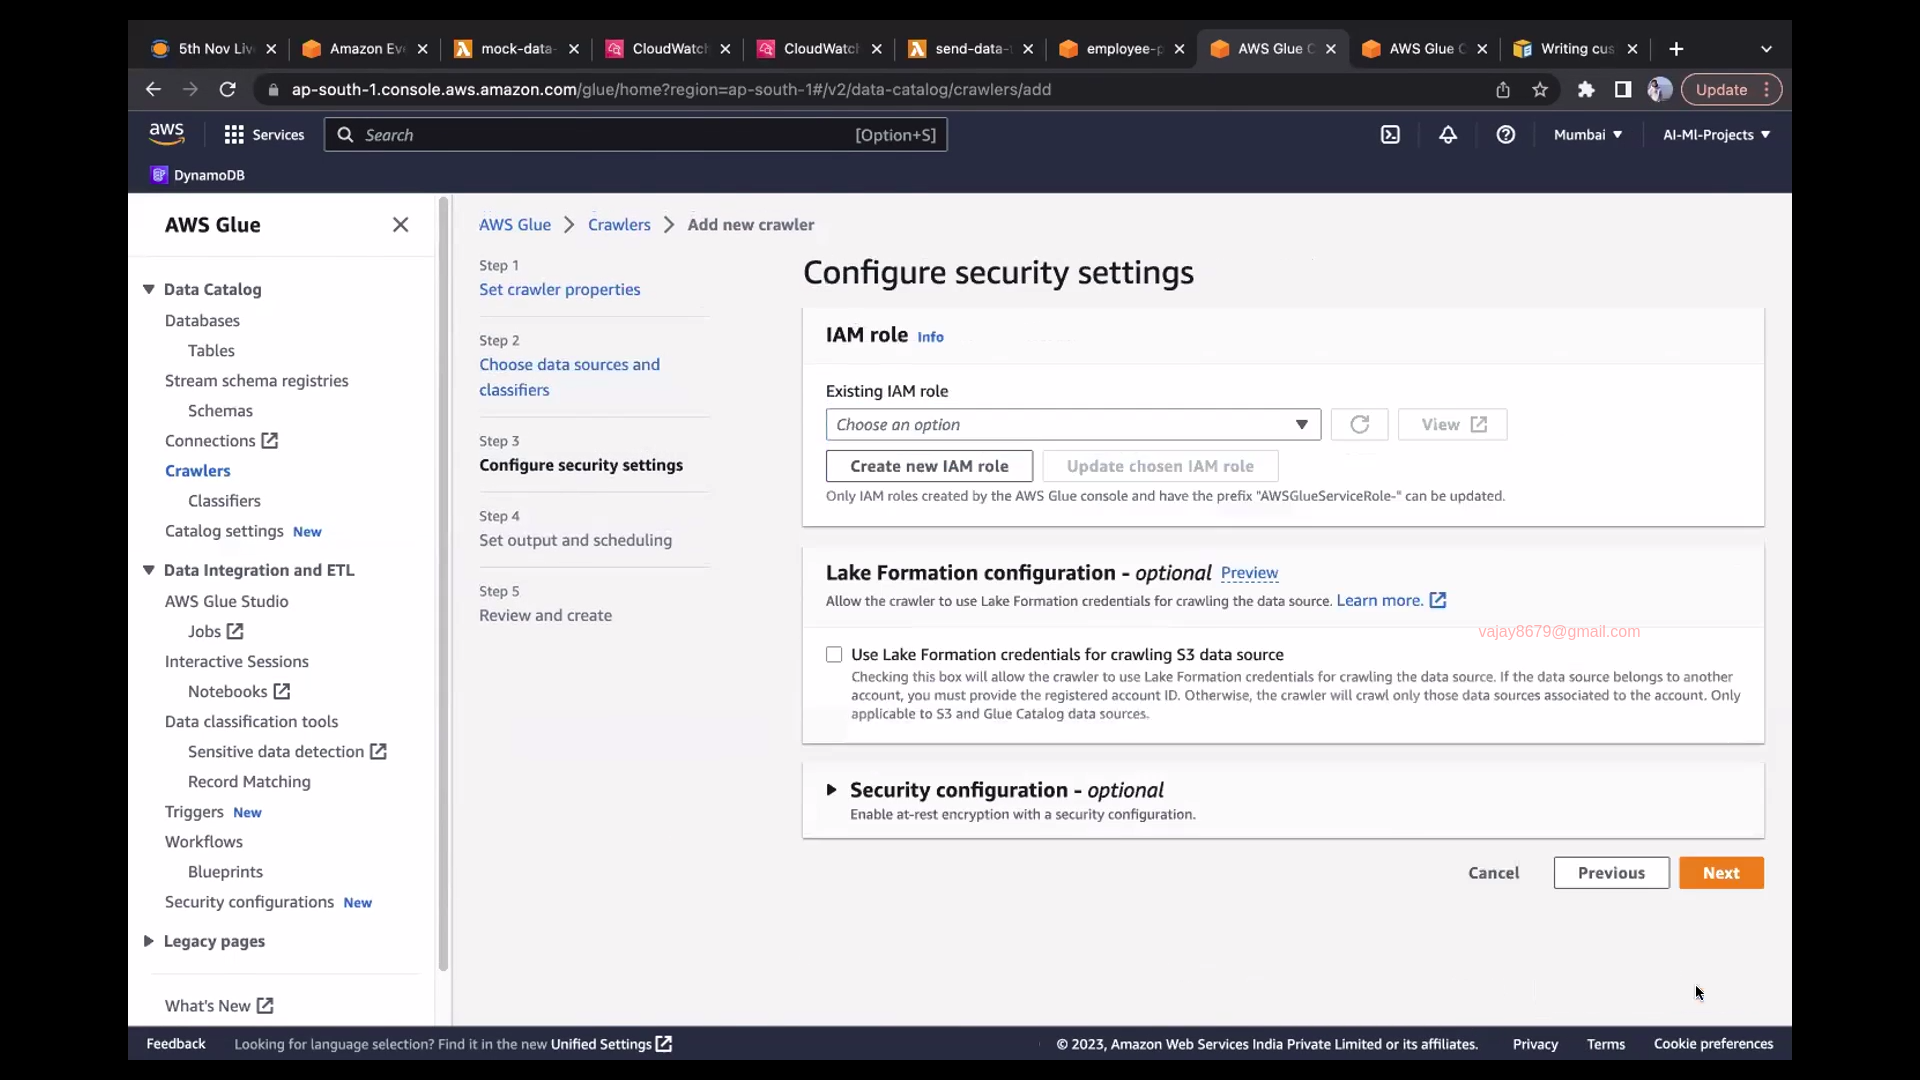 5th Nov Liv
Amazon Ev
mock-data-
CloudWatch
CloudWatch
send-data-
employee-p
AWS Glue C
AWS Glue C
Writing cus
ap-south-1.console.aws.amazon.com/glue/home?region=ap-south-1#/v2/data-catalog/crawlers/add
Update
aws
Services
Search
[Option+S]
Mumbai
AI-Ml-Projects
DynamoDB
AWS Glue
Data Catalog
Databases
Tables
Stream schema registries
Schemas
Connections
Crawlers
Classifiers
Catalog settings New
Data Integration and ETL
AWS Glue Studio
Jobs
Interactive Sessions
Notebooks
Data classification tools
Sensitive data detection
Record Matching
Triggers New
Workflows
Blueprints
Security configurations New
Legacy pages
What's New
AWS Glue
Crawlers
Add new crawler
Step 1
Set crawler properties
Step 2
Choose data sources and
classifiers
Step 3
Configure security settings
Step 4
Set output and scheduling
Step 5
Review and create
Configure security settings
IAM role Info
Existing IAM role
Choose an option
View
Create new IAM role
Update chosen IAM role
Only IAM roles created by the AWS Glue console and have the prefix "AWSGlueServiceRole-" can be updated.
Lake Formation configuration - optional Preview
Allow the crawler to use Lake Formation credentials for crawling the data source. Learn more.
vajay8679@gmail.com
Use Lake Formation credentials for crawling S3 data source
Checking this box will allow the crawler to use Lake Formation credentials for crawling the data source. If the data source belongs to another
account, you must provide the registered account ID. Otherwise, the crawler will crawl only those data sources associated to the account. Only
applicable to S3 and Glue Catalog data sources.
Security configuration - optional
Enable at-rest encryption with a security configuration.
Cancel
Previous
Next
Feedback
Looking for language selection? Find it in the new Unified Settings
© 2023, Amazon Web Services India Private Limited or its affiliates.
Privacy
Terms
Cookie preferences